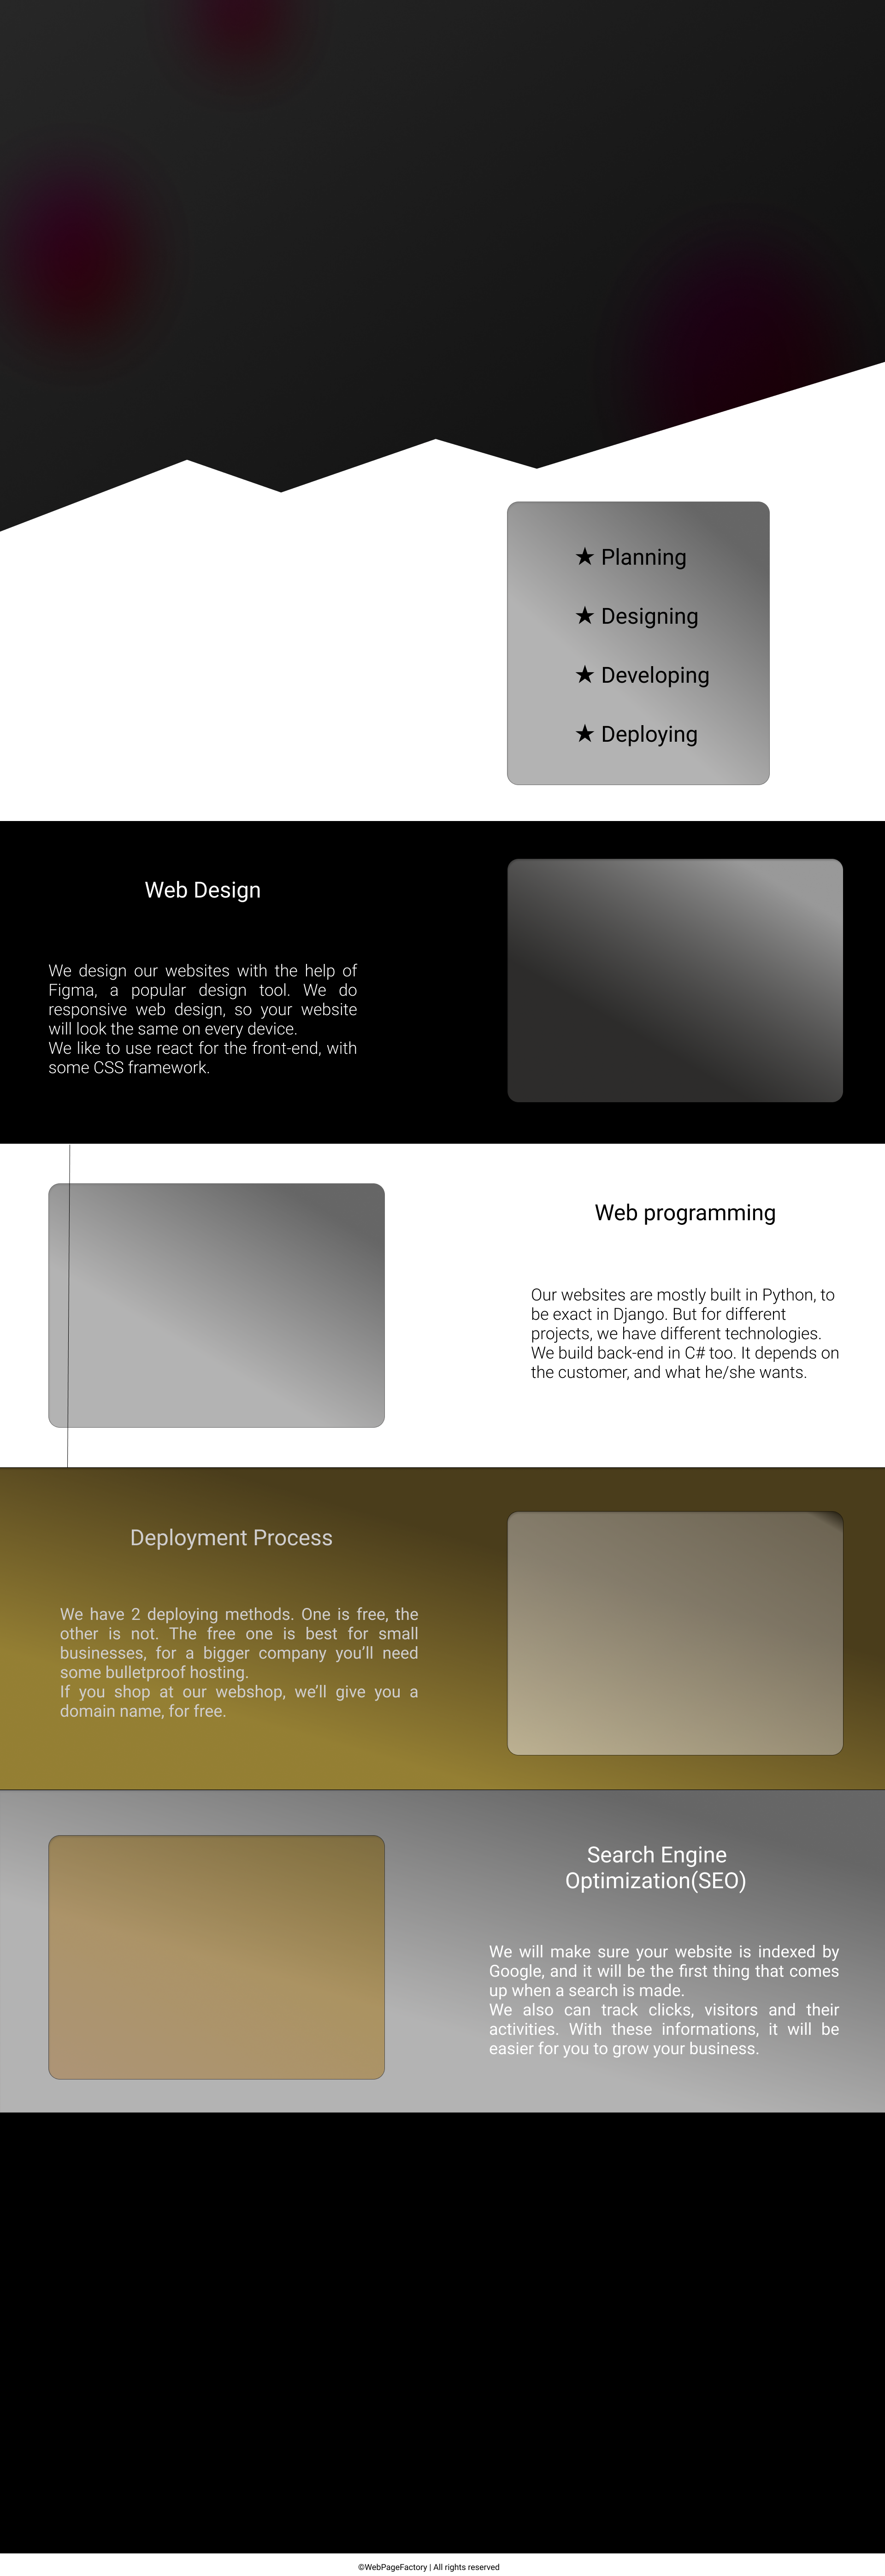 ★ Planning
★ Designing
★ Developing
★ Deploying
Web Design
We design our websites with the help of
Figma, a popular design tool. We do
responsive web design, so your website
will look the same on every device.
We like to use react for the front-end, with
some CSS framework.
Web programming
Our websites are mostly built in Python, to
be exact in Django. But for different
projects, we have different technologies.
We build back-end in C# too. It depends on
the customer, and what he/she wants.
Deployment Process
We have 2 deploying methods. One is free, the
other is not. The free one is best for small
businesses, for a bigger company you’ll need
some bulletproof hosting.
If you shop at our webshop, we’ll give you a
domain name, for free.
Search Engine
Optimization(SEO)
We will make sure your website is indexed by
Google, and it will be the first thing that comes
up when a search is made.
We also can track clicks, visitors and their
activities. With these informations, it will be
easier for you to grow your business.
©WebPageFactory | All rights reserved